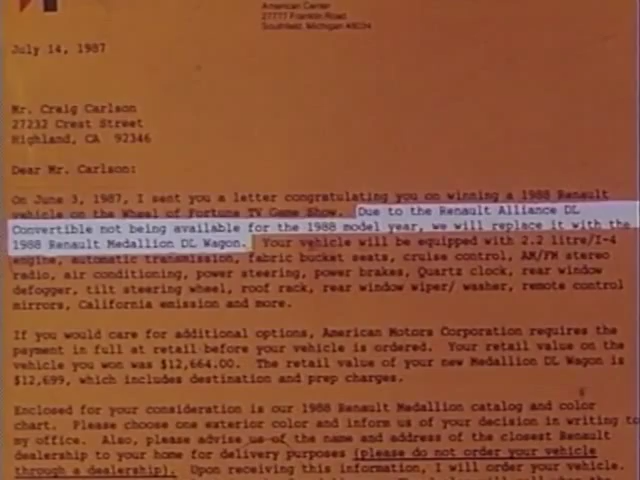 American Center
27777 Franklin Road
Southfield, Michigan 48034
July 14, 1987
Mr. Craig Carlson
27232 Crest Street
Highland, CA 92346
Dear Mr. Carlson:
On June 3, 1987, I sent you a letter congratulating you on winning a 1988 Renault
vehicle on the Wheel of Fortune TV Game Show. Due to the Renault Alliance DL
Convertible not being available for the 1988 model year, we will replace it with the
1988 Renault Medallion DL Wagon. Your vehicle will be equipped with 2.2 litre/I-4
engine, automatic transmission, fabric bucket seats, cruise control, AM/FM stereo
radio, air conditioning, power steering, power brakes, Quartz clock, rear window
defogger, tilt steering wheel, roof rack, rear window wiper/ washer, remote control
mirrors, California emission and more.
If you would care for additional options, American Motors Corporation requires the
payment in full at retail before your vehicle is ordered. Your retail value on the
vehicle you won was $12,664.00. The retail value of your new Medallion DL Wagon is
$12,699, which includes destination and prep charges.
Enclosed for your consideration is our 1988 Renault Medallion catalog and color
chart. Please choose one exterior color and inform us of your decision in writing to
my office. Also, please advise us of the name and address of the closest Renault
dealership to your home for delivery purposes (please do not order your vehicle
through a dealership). Upon receiving this information, I will order your vehicle.